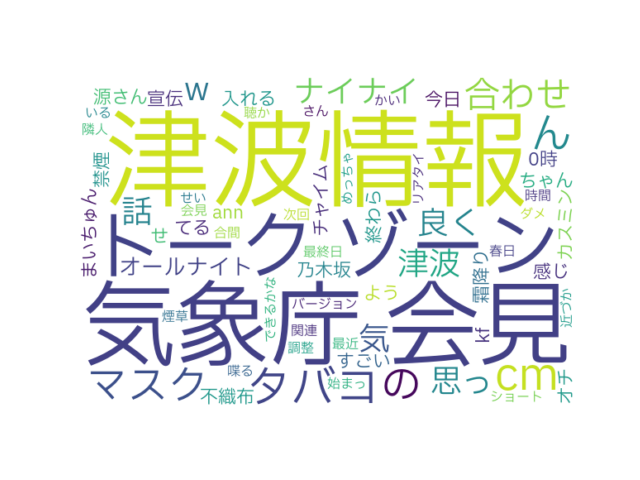 源さん
宣伝
w
入れる
ナイナイ
かい
今日
合わせ
いる
聴か
さん
隣人
津波情報
ん
0時
禁煙
チャイム
めっちゃ
リアタイ
ちゃん
せい
まいちゅん
話
会見
ann
次回
終わら
良く
時間
ダメ
カスミン
てる
せ
合間
トークゾーン
オールナイト
最終日
乃木坂
津波
霜降り
春日
感じ
できるかな
バージョン
よう
近づか
気象庁
会見
煙草
関連
調整
最近
気
すごい
kf
マスク
不織布
喋る
タバコ
始まっ
の
思っ
cm
ショート
オチ